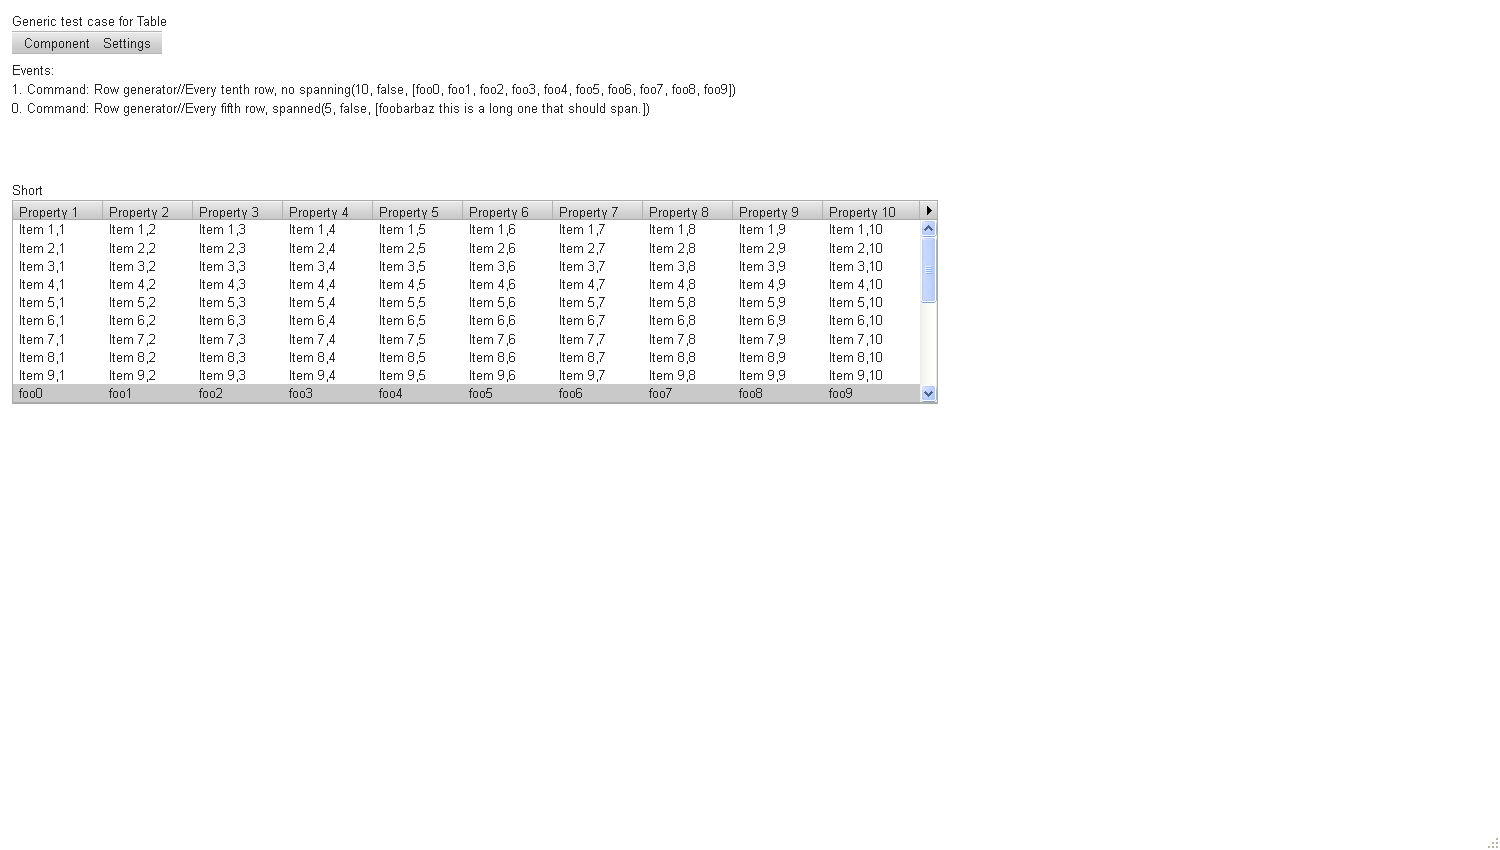 Generic test case for Table
Component Settings
Events:
1. Command: Row generator//Every tenth row, no spanning(10, false, [foo0, foo1, foo2, foo3, foo4, foo5, foo6, foo7, foo8, foo9])
0. Command: Row generator//Every fifth row, spanned(5, false, [foobarbaz this is a long one that should span.])
Short
Property 1 Property 2 Property 3 Property 4 Property 5 Property 6 Property 7 Property 8 Property 9 Property 10
Item 1,1 Item 1,2 Item 1,3 Item 1,4 Item 1,5 Item 1,6 Item 1,7 Item 1,8 Item 1,9 Item 1,10
Item 2,1 Item 2,2 Item 2,3 Item 2,4 Item 2,5 Item 2,6 Item 2,7 Item 2,8 Item 2,9 Item 2,10
Item 3,1 Item 3,2 Item 3,3 Item 3,4 Item 3,5 Item 3,6 Item 3,7 Item 3,8 Item 3,9 Item 3,10
Item 4,1 Item 4,2 Item 4,3 Item 4,4 Item 4,5 Item 4,6 Item 4,7 Item 4,8 Item 4,9 Item 4,10
Item 5,1 Item 5,2 Item 5,3 Item 5,4 Item 5,5 Item 5,6 Item 5,7 Item 5,8 Item 5,9 Item 5,10
Item 6,1 Item 6,2 Item 6,3 Item 6,4 Item 6,5 Item 6,6 Item 6,7 Item 6,8 Item 6,9 Item 6,10
Item 7,1 Item 7,2 Item 7,3 Item 7,4 Item 7,5 Item 7,6 Item 7,7 Item 7,8 Item 7,9 Item 7,10
Item 8,1 Item 8,2 Item 8,3 Item 8,4 Item 8,5 Item 8,6 Item 8,7 Item 8,8 Item 8,9 Item 8,10
Item 9,1 Item 9,2 Item 9,3 Item 9,4 Item 9,5 Item 9,6 Item 9,7 Item 9,8 Item 9,9 Item 9,10
foo0 foo1 foo2 foo3 foo4 foo5 foo6 foo7 foo8 foo9